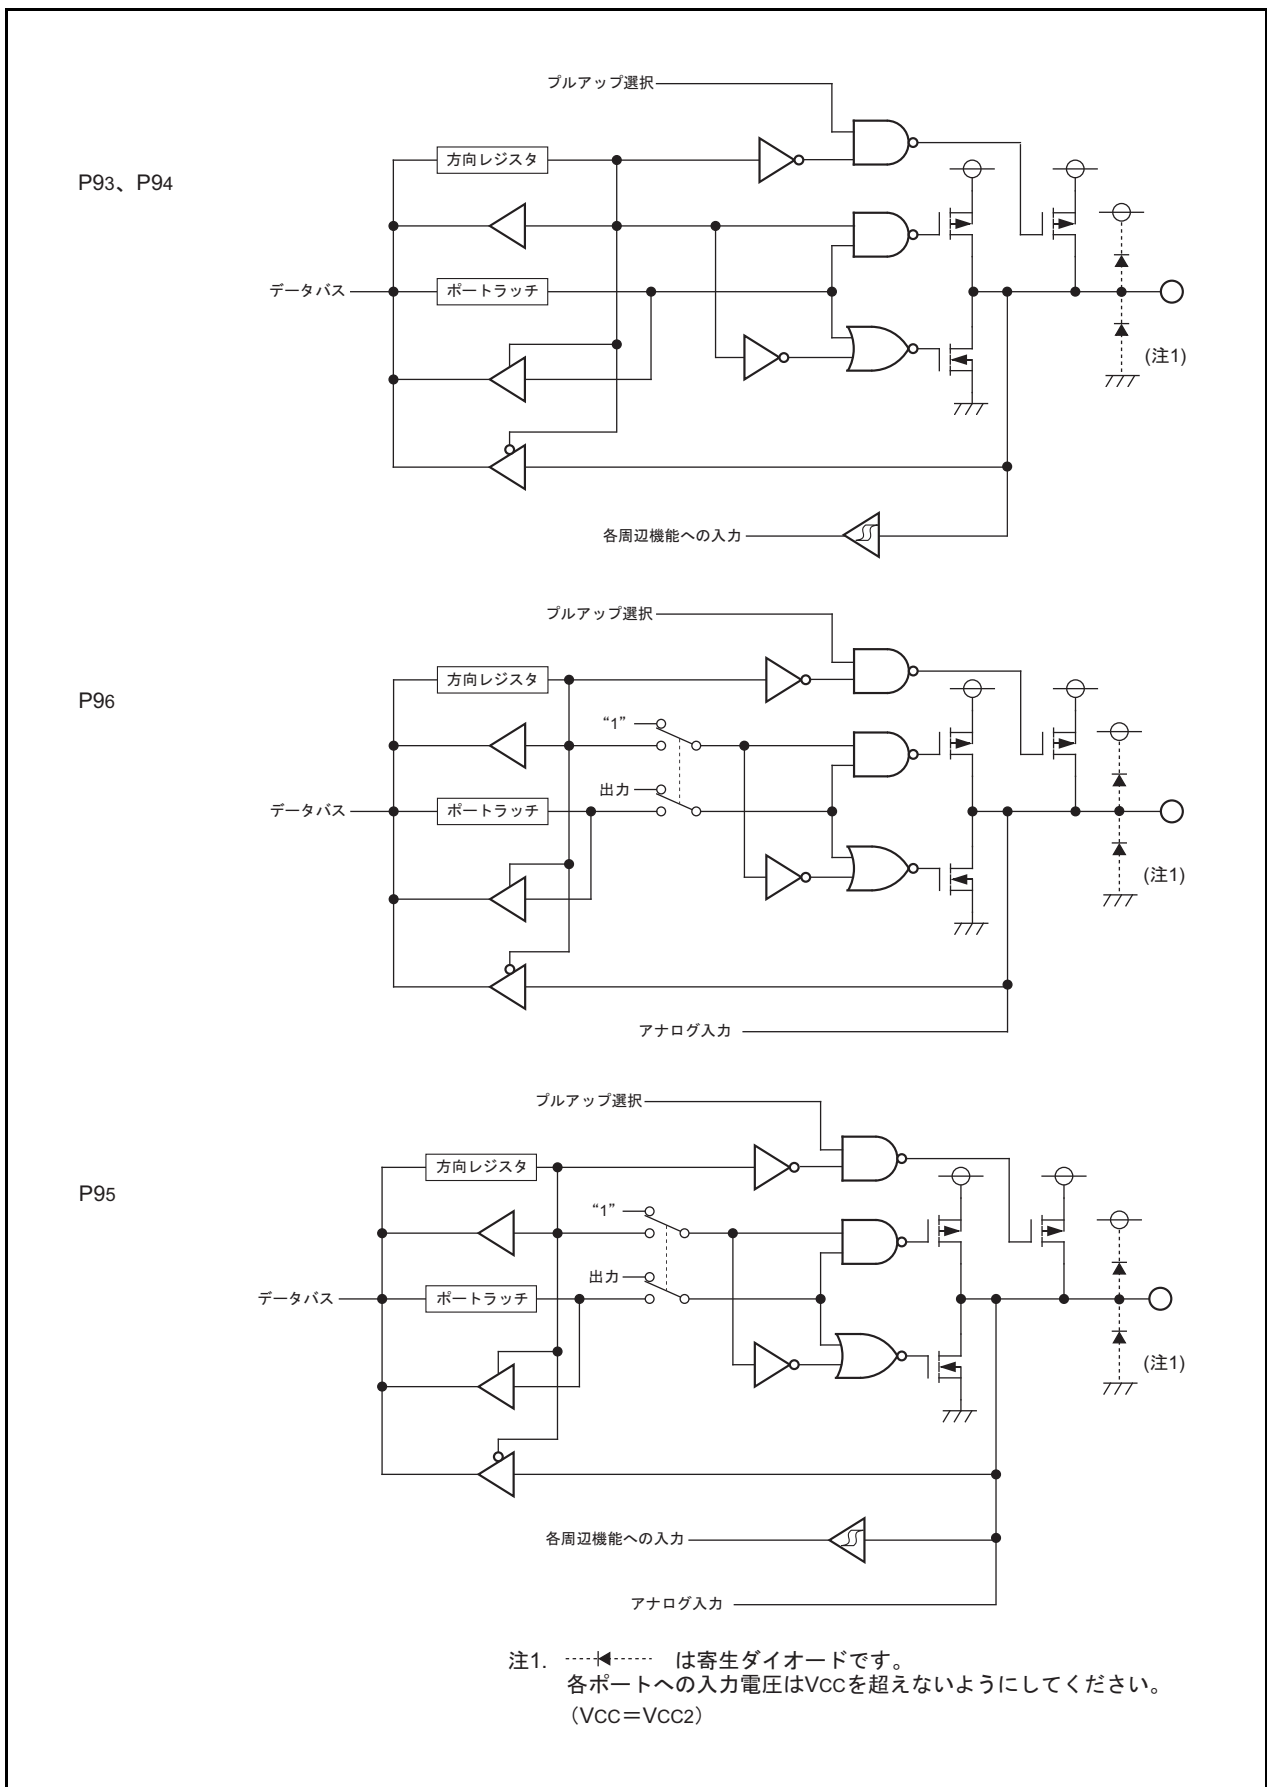 プルアップ選択
方向レジスタ
P93、P94
データバス
ポートラッチ
(注1)
各周辺機能への入力
プルアップ選択
方向レジスタ
P96
“1”
出力
データバス
ポートラッチ
(注1)
アナログ入力
プルアップ選択
方向レジスタ
P95
“1”
出力
データバス
ポートラッチ
(注1)
各周辺機能への入力
アナログ入力
注1. は寄生ダイオードです。
各ポートへの入力電圧はVCCを超えないようにしてください。
（VCC＝VCC2）